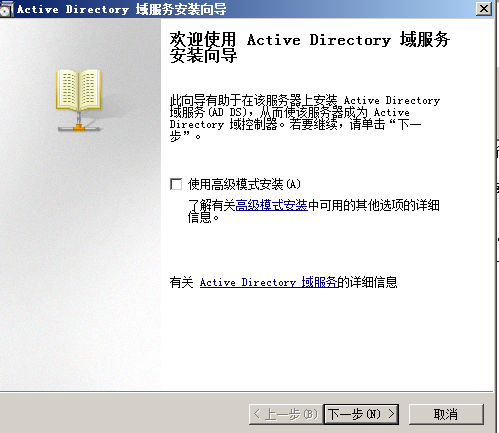 Active Directory 域服务安装向导
欢迎使用 Active Directory 域服务
安装向导
此向导有助于在该服务器上安装 Active Directory
域服务(AD DS)，从而使该服务器成为 Active
Directory 域控制器。若要继续，请单击“下一
步”。
使用高级模式安装(A)
了解有关高级模式安装中可用的其他选项的详细
信息。
有关 Active Directory 域服务的详细信息
< 上一步(B) 下一步(N) > 取消